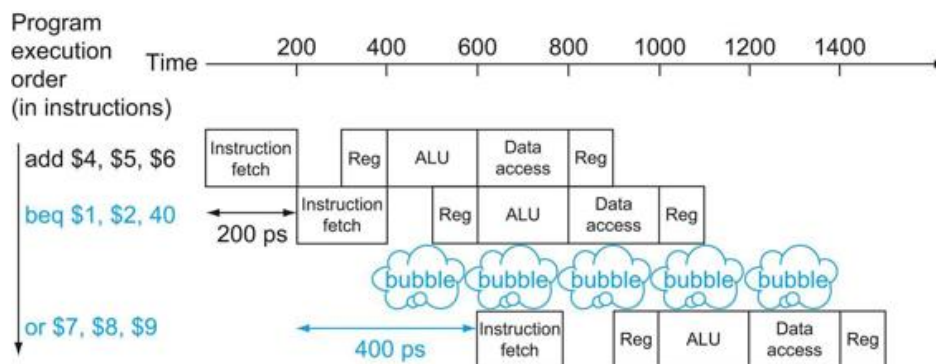 Program
execution
order
(in instructions)
Time
200 400 600 800 1000 1200 1400
add $4, $5, $6
Instruction
fetch
Reg
ALU
Data
access
Reg
beq $1, $2, 40
200 ps
Instruction
fetch
Reg
ALU
Data
access
Reg
bubble bubble bubble bubble bubble
or $7, $8, $9
400 ps
Instruction
fetch
Reg
ALU
Data
access
Reg